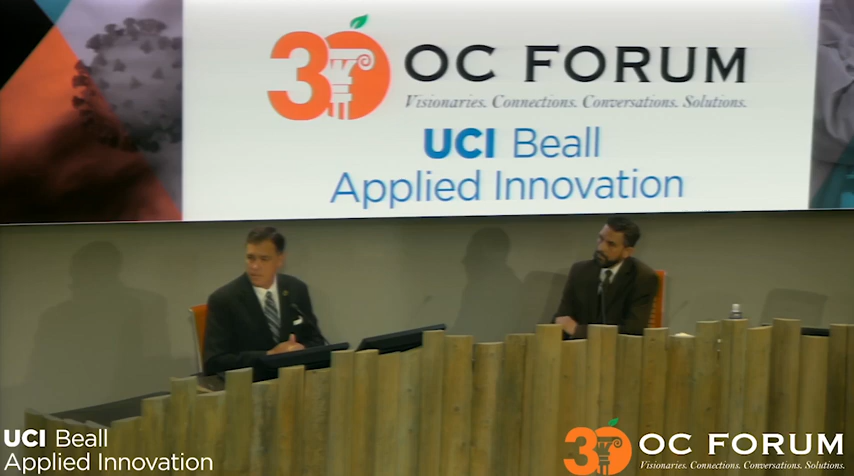 30 OC FORUM
Visionaries. Connections. Conversations. Solutions.
UCI Beall
Applied Innovation
UCI Beall
Applied Innovation
30 OC FORUM
Visionaries. Connections. Conversations. Solutions.